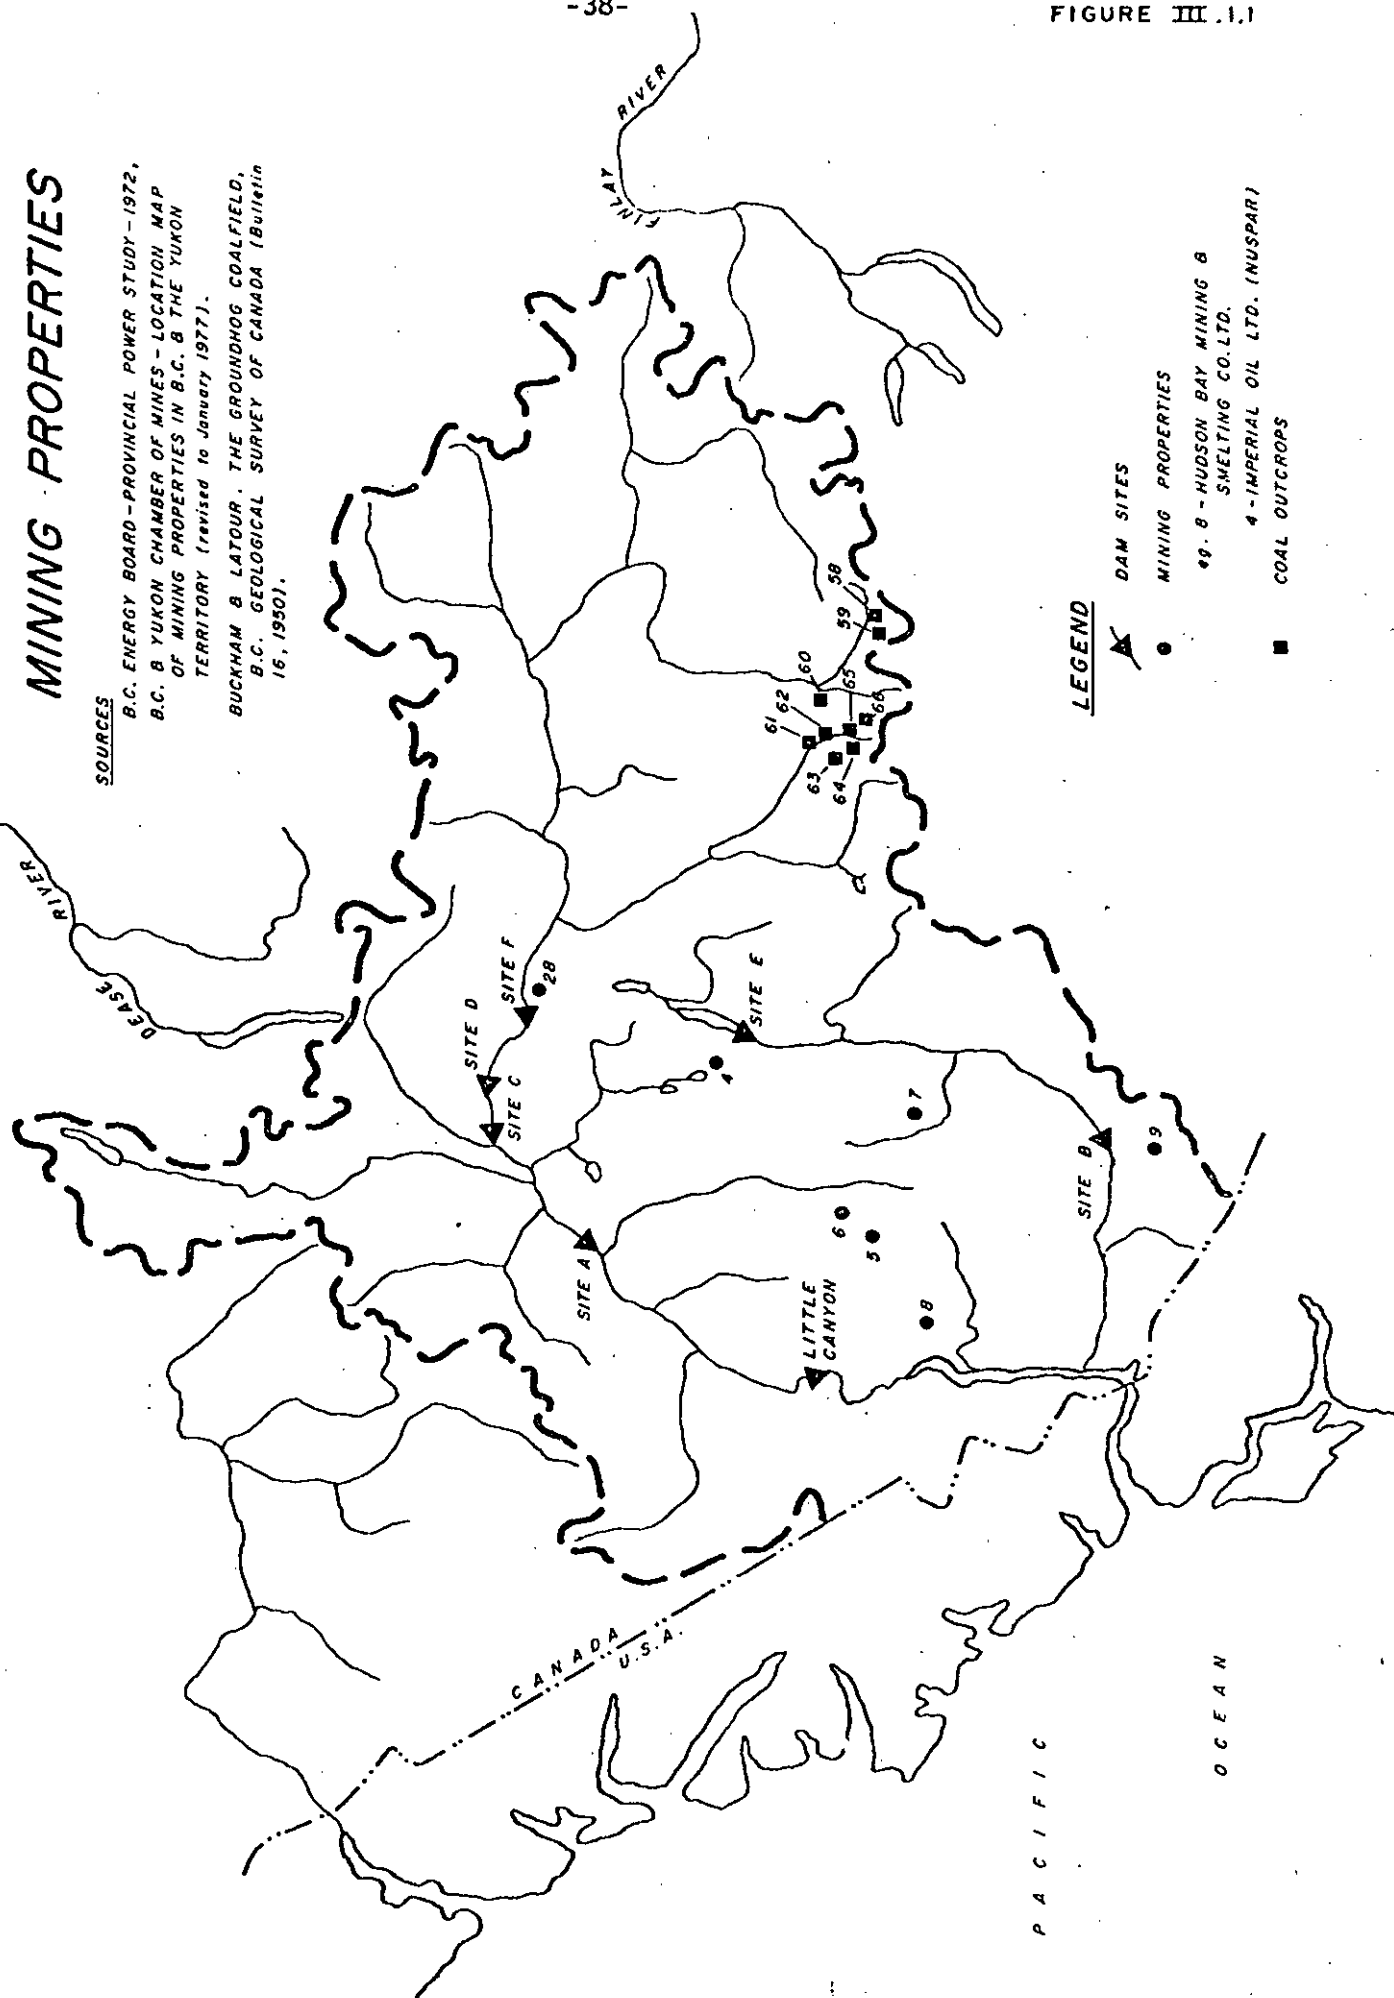 -38-
FIGURE III.1.1
MINING PROPERTIES
SOURCES
B.C. ENERGY BOARD-PROVINCIAL POWER STUDY-1972,
B.C. & YUKON CHAMBER OF MINES-LOCATION MAP
OF MINING PROPERTIES IN B.C. & THE YUKON
TERRITORY (revised to January 1977).
BUCKHAM & LATOUR. THE GROUNDHOG COALFIELD,
B.C. GEOLOGICAL SURVEY OF CANADA (Bulletin
16, 1950).
DEASE RIVER
FINLAY RIVER
SITE D
SITE F
28
SITE C
SITE E
4
SITE A
6
5
7
8
LITTLE
CANYON
SITE B
9
61
62
60
59
58
63
64
65
66
CANADA
U.S.A.
PACIFIC
OCEAN
LEGEND
DAM SITES
MINING PROPERTIES
eg. 8-HUDSON BAY MINING &
SMELTING CO. LTD.
4-IMPERIAL OIL LTD. (NUSPAR)
COAL OUTCROPS